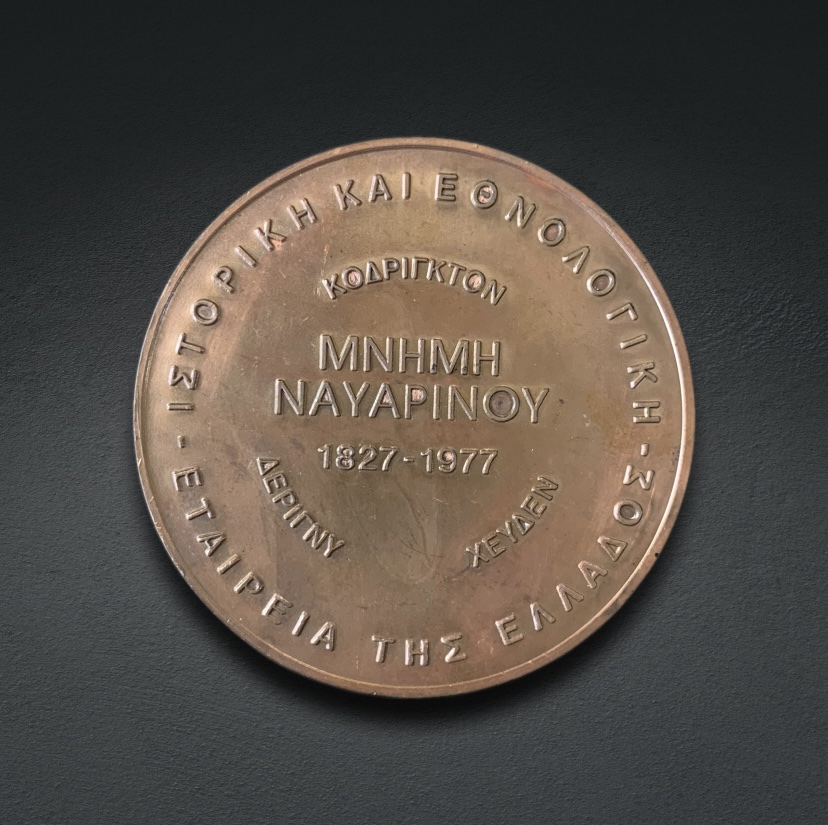 ΙΣΤΟΡΙΚΗ ΚΑΙ ΕΘΝΟΛΟΓΙΚΗ -
ΕΤΑΙΡΕΙΑ ΤΗΣ ΕΛΛΑΔΟΣ -
ΚΟΔΡΙΓΚΤΟΝ
ΜΝΗΜΗ
ΝΑΥΑΡΙΝΟΥ
1827-1977
ΔΕΡΙΓΝΥ
ΧΕΥΔΕΝ